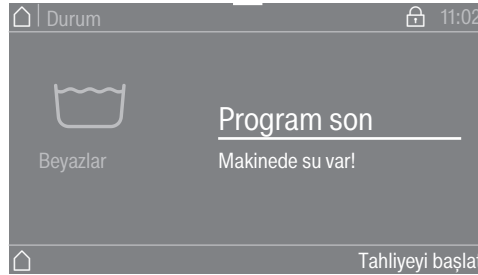 Durum 11:02
Program son
Beyazlar Makinede su var!
Tahliyeyi başlat